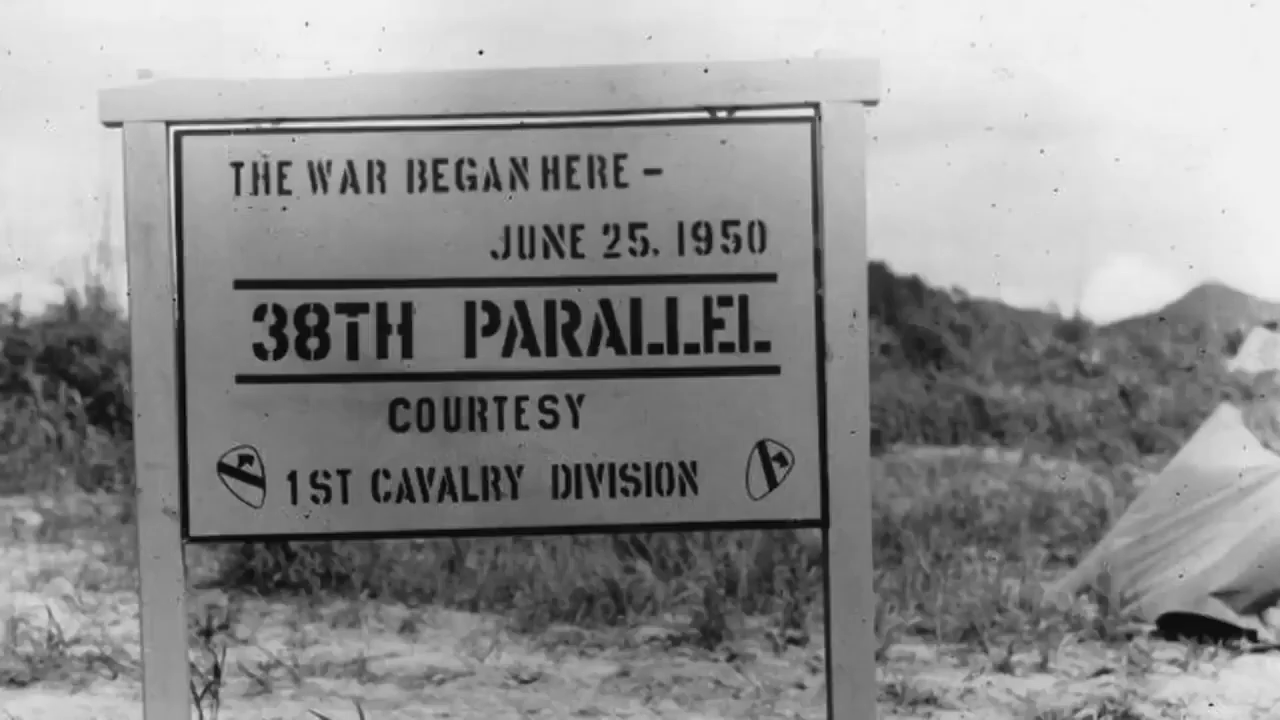 THE WAR BEGAN HERE –
JUNE 25, 1950
38TH PARALLEL
COURTESY
1ST CAVALRY DIVISION